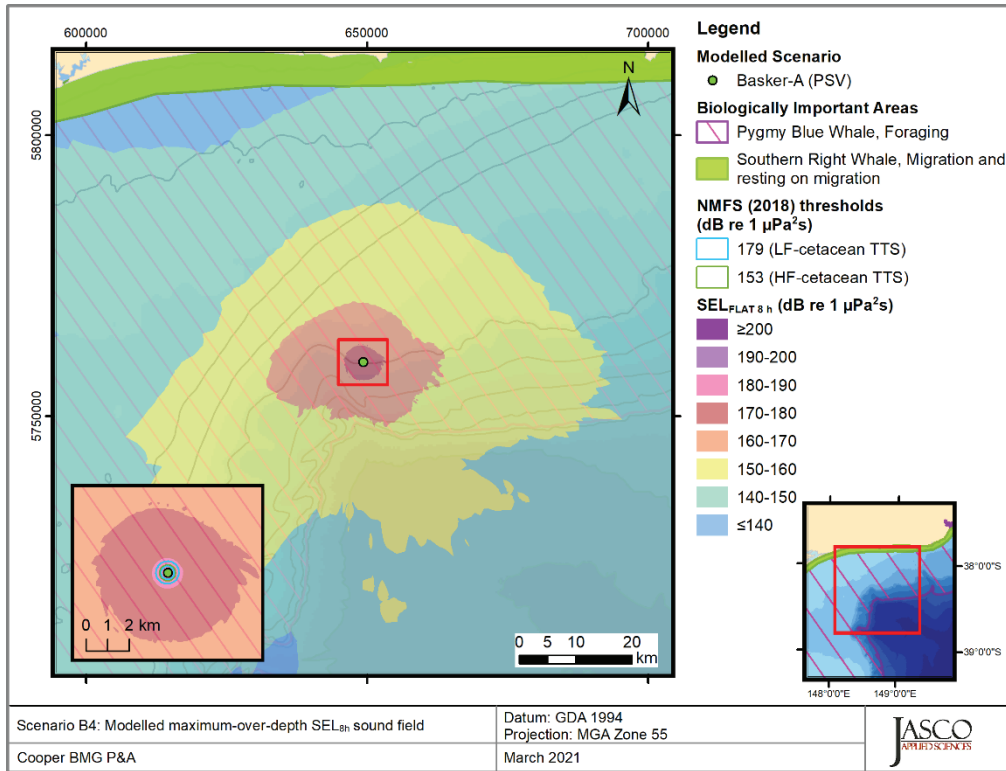 600000
650000
700000
5800000
5750000
N
0 1 2 km
0 5 10 20
km
Legend
Modelled Scenario
Basker-A (PSV)
Biologically Important Areas
Pygmy Blue Whale, Foraging
Southern Right Whale, Migration and
resting on migration
NMFS (2018) thresholds
(dB re 1 µPa²s)
179 (LF-cetacean TTS)
153 (HF-cetacean TTS)
SEL FLAT 8 h (dB re 1 µPa²s)
≥200
190-200
180-190
170-180
160-170
150-160
140-150
≤140
38°0'0"S
39°0'0"S
148°0'0"E
149°0'0"E
Scenario B4: Modelled maximum-over-depth SEL8h sound field
Datum: GDA 1994
Projection: MGA Zone 55
Cooper BMG P&A
March 2021
JASCO
APPLIED SCIENCES